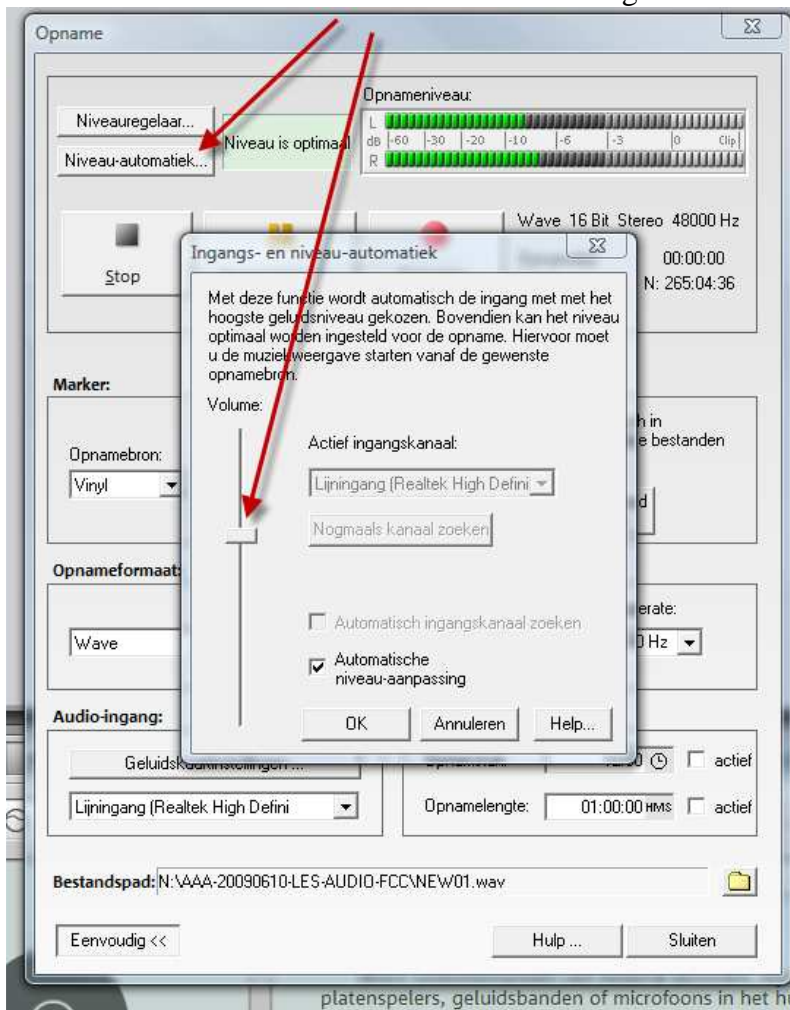 Opname
Niveauregelaar...
Niveau-automatiek...
Niveau is optimaal
Opnameniveau:
L
dB -60 -30 -20 -10 -6 -3 0 Clip
R
Stop
Wave 16 Bit Stereo 48000 Hz
00:00:00
N: 265:04:36
Ingangs- en niveau-automatiek
Met deze functie wordt automatisch de ingang met met het
hoogste geluidsniveau gekozen. Bovendien kan het niveau
optimaal worden ingesteld voor de opname. Hiervoor moet
u de muziekweergave starten vanaf de gewenste
opnamebron.
Volume:
Actief ingangskanaal:
Lijningang (Realtek High Defini
Nogmaals kanaal zoeken
Automatisch ingangskanaal zoeken
Automatische
niveau-aanpassing
OK
Annuleren
Help...
Marker:
Opnamebron:
Vinyl
h in
e bestanden
d
Opnameformaat:
Wave
erate:
0 Hz
Audio-ingang:
Lijningang (Realtek High Defini
actief
Opnamelengte: 01:00:00 HMS actief
Bestandspad: N:\AAA-20090610-LES-AUDIO-FCC\NEW01.wav
Eenvoudig <<
Hulp ...
Sluiten
platenspelers, geluidsbanden of microfoons in het